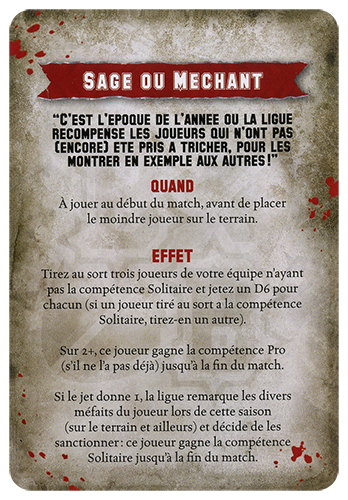 SAGE OU MECHANT
"C'EST L'EPOQUE DE L'ANNEE OU LA LIGUE
RECOMPENSE LES JOUEURS QUI N'ONT PAS
(ENCORE) ETE PRIS A TRICHER, POUR LES
MONTRER EN EXEMPLE AUX AUTRES !"
QUAND
À jouer au début du match, avant de placer
le moindre joueur sur le terrain.
EFFET
Tirez au sort trois joueurs de votre équipe n'ayant
pas la compétence Solitaire et jetez un D6 pour
chacun (si un joueur tiré au sort a la compétence
Solitaire, tirez-en un autre).
Sur 2+, ce joueur gagne la compétence Pro
(s'il ne l'a pas déjà) jusqu'à la fin du match.
Si le jet donne 1, la ligue remarque les divers
méfaits du joueur lors de cette saison
(sur le terrain et ailleurs) et décide de les
sanctionner : ce joueur gagne la compétence
Solitaire jusqu'à la fin du match.